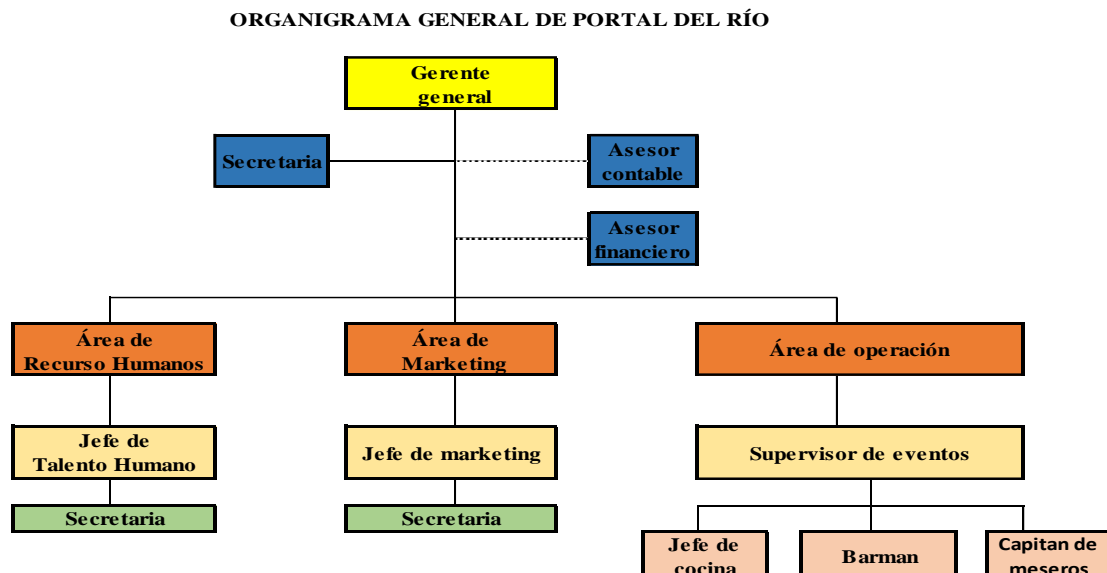 ORGANIGRAMA GENERAL DE PORTAL DEL RÍO
Gerente
general
Secretaria
Asesor
contable
Asesor
financiero
Área de
Recurso Humanos
Área de
Marketing
Área de operación
Jefe de
Talento Humano
Jefe de marketing
Supervisor de eventos
Secretaria
Secretaria
Jefe de
cocina
Barman
Capitan de
meseros